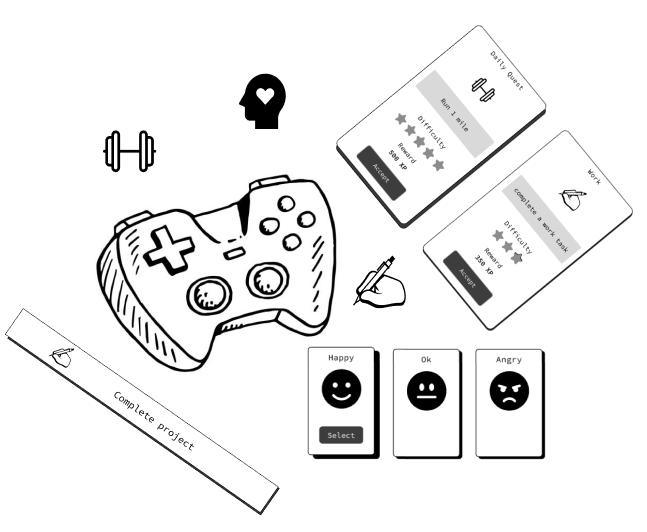 Daily Quest
Run 1 mile
Difficulty
Reward
500 XP
Accept
Work
complete a work task
Difficulty
Reward
350 XP
Accept
Happy
Select
Ok
Angry
Complete project